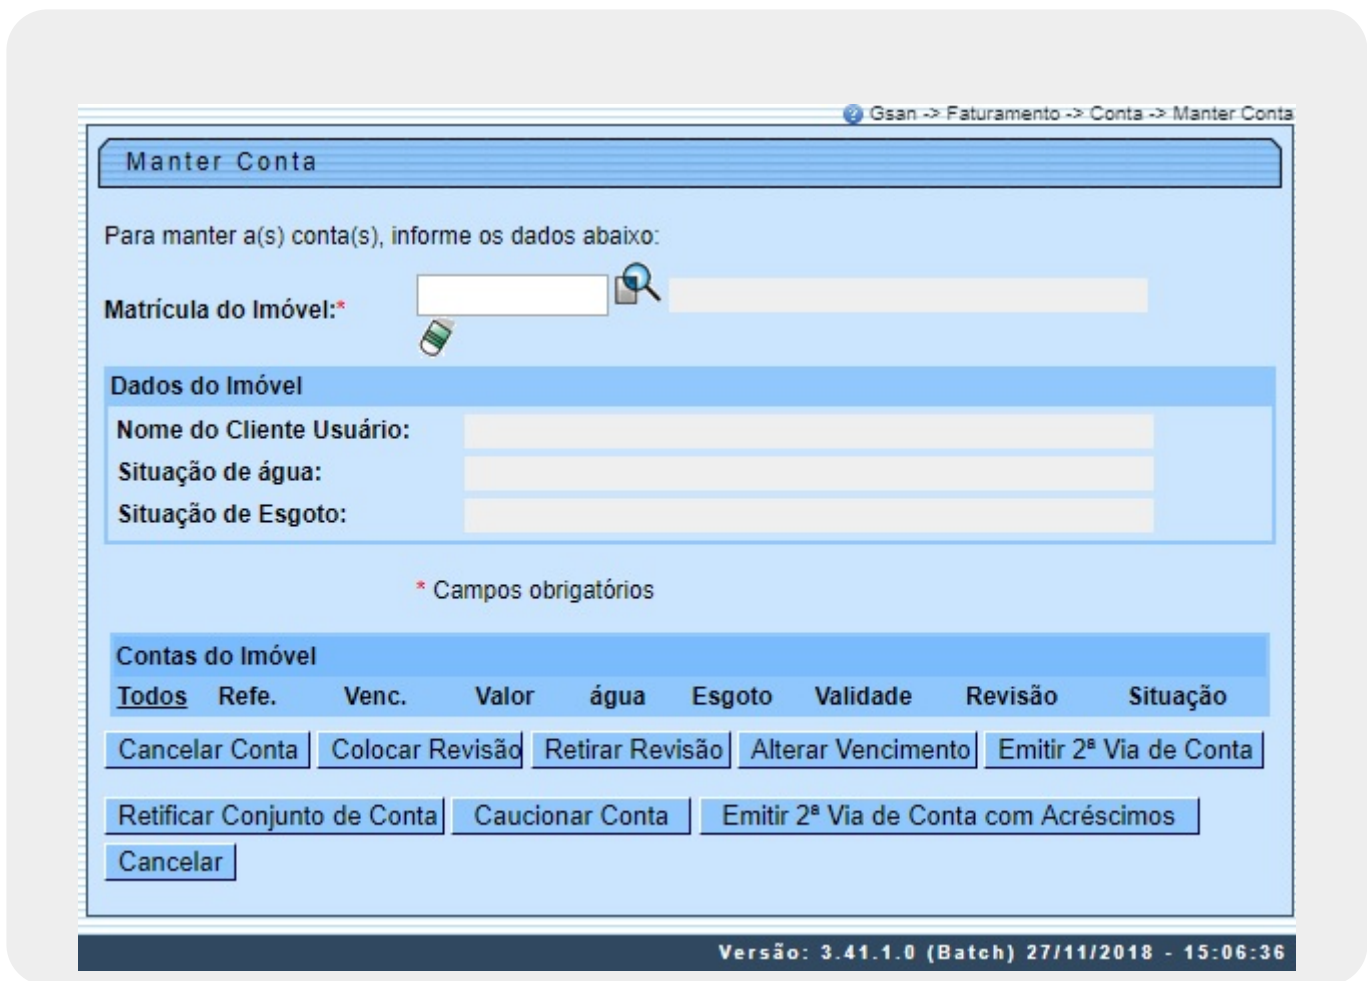 Gsan -> Faturamento -> Conta -> Manter Conta
Manter Conta
Para manter a(s) conta(s), informe os dados abaixo:
Matrícula do Imóvel:*
Dados do Imóvel
Nome do Cliente Usuário:
Situação de água:
Situação de Esgoto:
* Campos obrigatórios
Contas do Imóvel
Todos Refe. Venc. Valor água Esgoto Validade Revisão Situação
Cancelar Conta Colocar Revisão Retirar Revisão Alterar Vencimento Emitir 2ª Via de Conta
Retificar Conjunto de Conta Caucionar Conta Emitir 2ª Via de Conta com Acréscimos
Cancelar
Versão: 3.41.1.0 (Batch) 27/11/2018 - 15:06:36